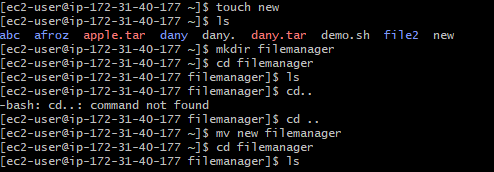 [ec2-user@ip-172-31-40-177 ~]$ touch new
[ec2-user@ip-172-31-40-177 ~]$ ls
abc  afroz  apple.tar  dany  dany.  dany.tar  demo.sh  file2  new
[ec2-user@ip-172-31-40-177 ~]$ mkdir filemanager
[ec2-user@ip-172-31-40-177 ~]$ cd filemanager
[ec2-user@ip-172-31-40-177 filemanager]$ ls
[ec2-user@ip-172-31-40-177 filemanager]$ cd..
-bash: cd..: command not found
[ec2-user@ip-172-31-40-177 filemanager]$ cd ..
[ec2-user@ip-172-31-40-177 ~]$ mv new filemanager
[ec2-user@ip-172-31-40-177 ~]$ cd filemanager
[ec2-user@ip-172-31-40-177 filemanager]$ ls